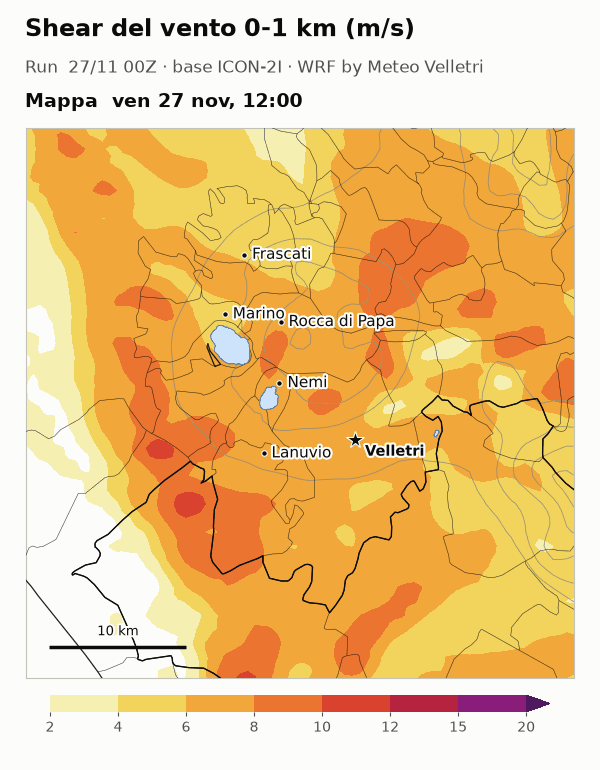 Shear del vento 0-1 km (m/s)
Run 27/11 00Z · base ICON-2I · WRF by Meteo Velletri
Mappa ven 27 nov, 12:00
Frascati
Marino
Rocca di Papa
Nemi
Velletri
Lanuvio
10 km
2 4 6 8 10 12 15 20